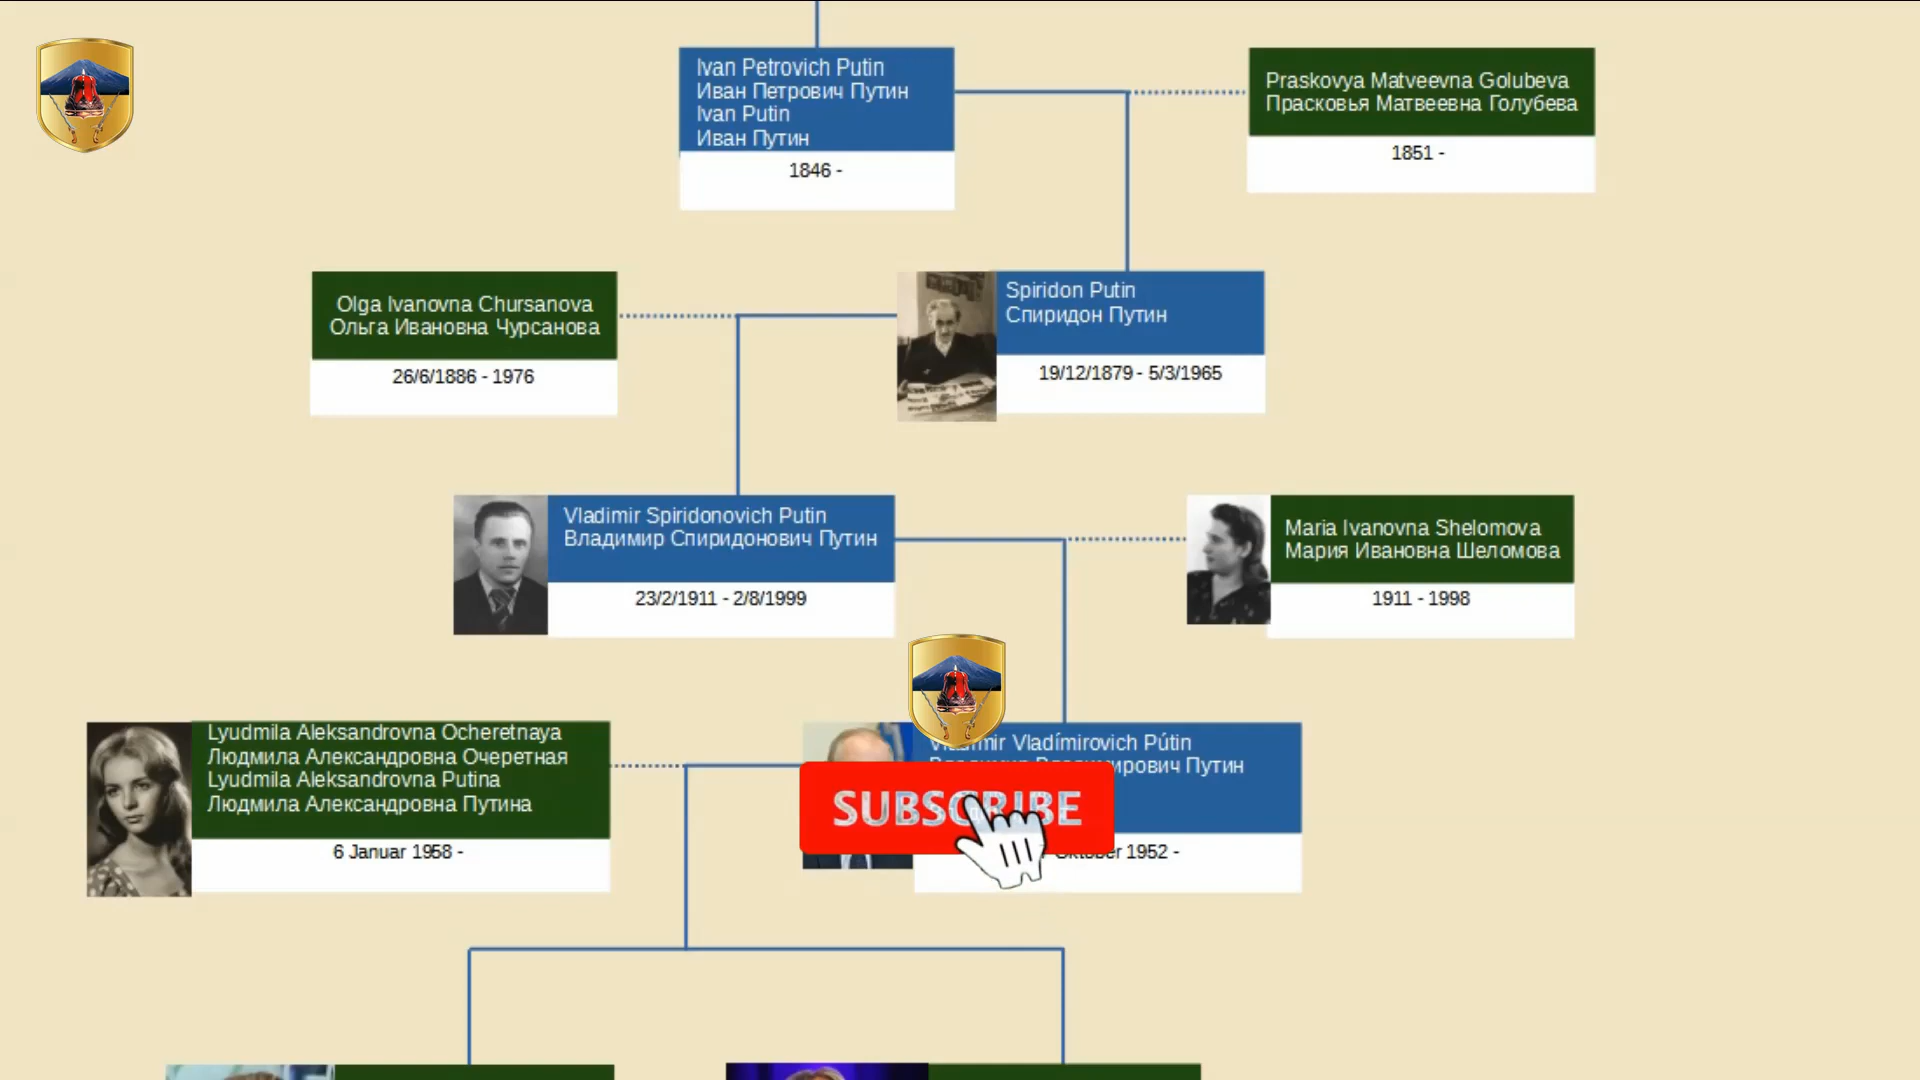 Ivan Petrovich Putin
Иван Петрович Путин
Ivan Putin
Иван Путин
1846 -
Praskovya Matveevna Golubeva
Прасковья Матвеевна Голубева
1851 -
Olga Ivanovna Chursanova
Ольга Ивановна Чурсанова
26/6/1886 - 1976
Spiridon Putin
Спиридон Путин
19/12/1879 - 5/3/1965
Vladimir Spiridonovich Putin
Владимир Спиридонович Путин
23/2/1911 - 2/8/1999
Maria Ivanovna Shelomova
Мария Ивановна Шеломова
1911 - 1998
Lyudmila Aleksandrovna Ocheretnaya
Людмила Александровна Очеретная
Lyudmila Aleksandrovna Putina
Людмила Александровна Путина
6 Januar 1958 -
Vladímirovich Pútin
Путин
SUBSCRIBE
1952 -